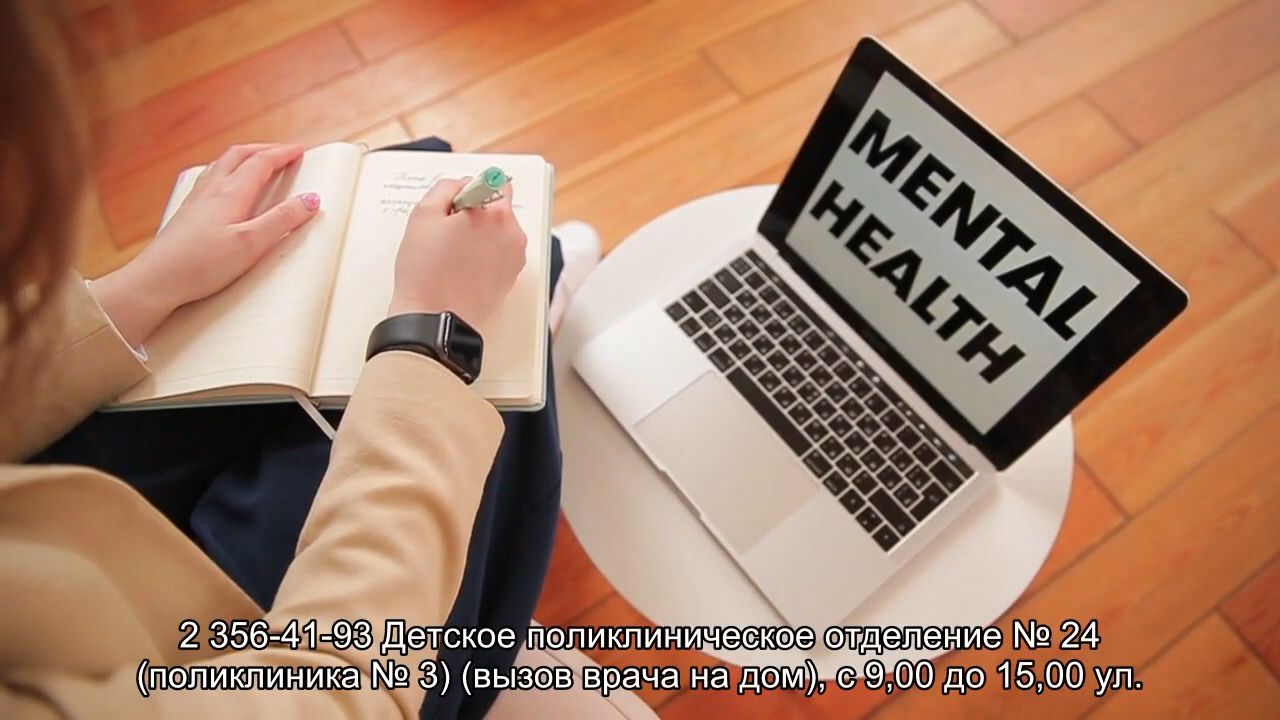 MENTAL
HEALTH
2 356-41-93 Детское поликлиническое отделение № 24
(поликлиника № 3) (вызов врача на дом), с 9,00 до 15,00 ул.